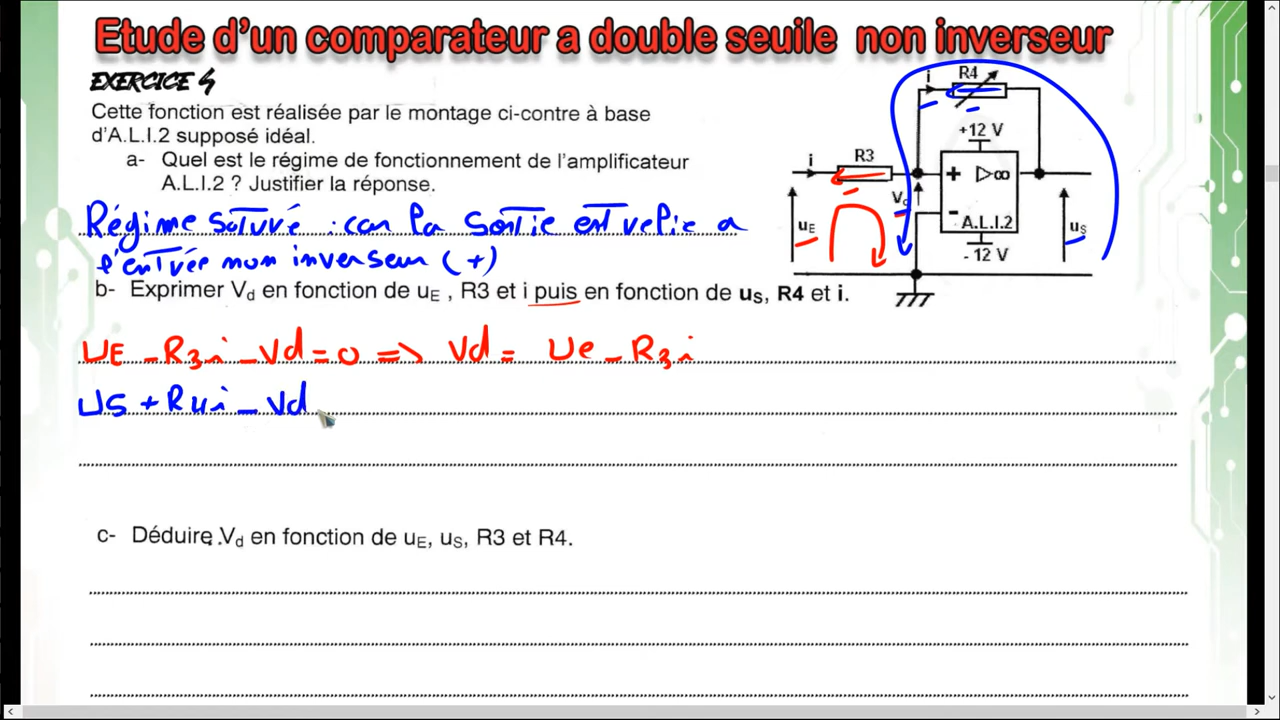 Etude d'un comparateur a double seuile non inverseur
EXERCICE 4
Cette fonction est réalisée par le montage ci-contre à base
d'A.L.I.2 supposé idéal.
a- Quel est le régime de fonctionnement de l'amplificateur
A.L.I.2 ? Justifier la réponse.
Régime soturé : car la sortie est relie a
l'entrée non inverseur (+)
b- Exprimer Vd en fonction de uE , R3 et i puis en fonction de uS, R4 et i.
UE - R3i - Vd = 0 => Vd = Ue - R3i
US + R4i - Vd
c- Déduire .Vd en fonction de uE, uS, R3 et R4.
i
R4
+12 V
i
R3
+
▷∞
Vd
-
A.L.I.2
uE
uS
- 12 V